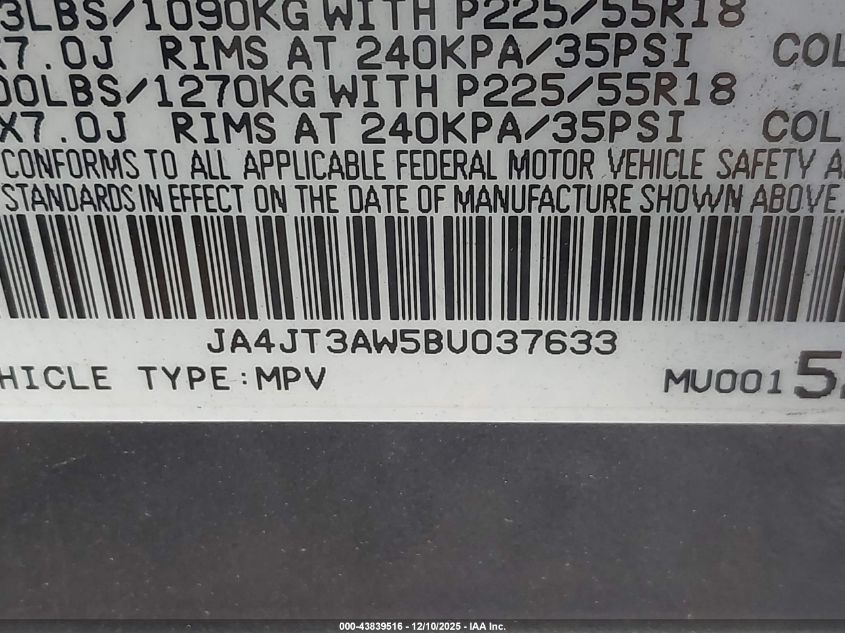 3LBS/1090KG WITH P225/55R18
X7.0J RIMS AT 240KPA/35PSI COL
00LBS/1270KG WITH P225/55R18
X7.0J RIMS AT 240KPA/35PSI COL
CONFORMS TO ALL APPLICABLE FEDERAL MOTOR VEHICLE SAFETY A
STANDARDS IN EFFECT ON THE DATE OF MANUFACTURE SHOWN ABOVE.
JA4JT3AW5BU037633
HICLE TYPE:MPV MU001 5
000-43839516 - 12/10/2025 - IAA Inc.